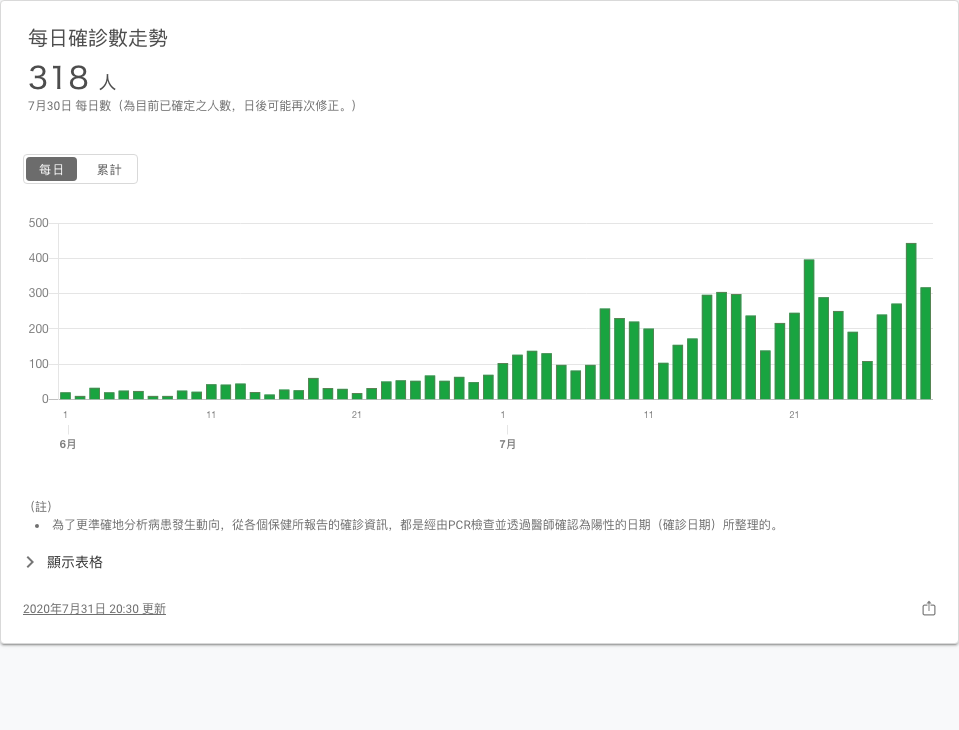 每日確診數走勢
318 人
7月30日 每日數（為目前已確定之人數，日後可能再次修正。）
每日 累計
500
400
300
200
100
0
1 11 21 1 11 21
6月 7月
（註）
• 為了更準確地分析病患發生動向，從各個保健所報告的確診資訊，都是經由PCR檢查並透過醫師確認為陽性的日期（確診日期）所整理的。
顯示表格
2020年7月31日 20:30 更新